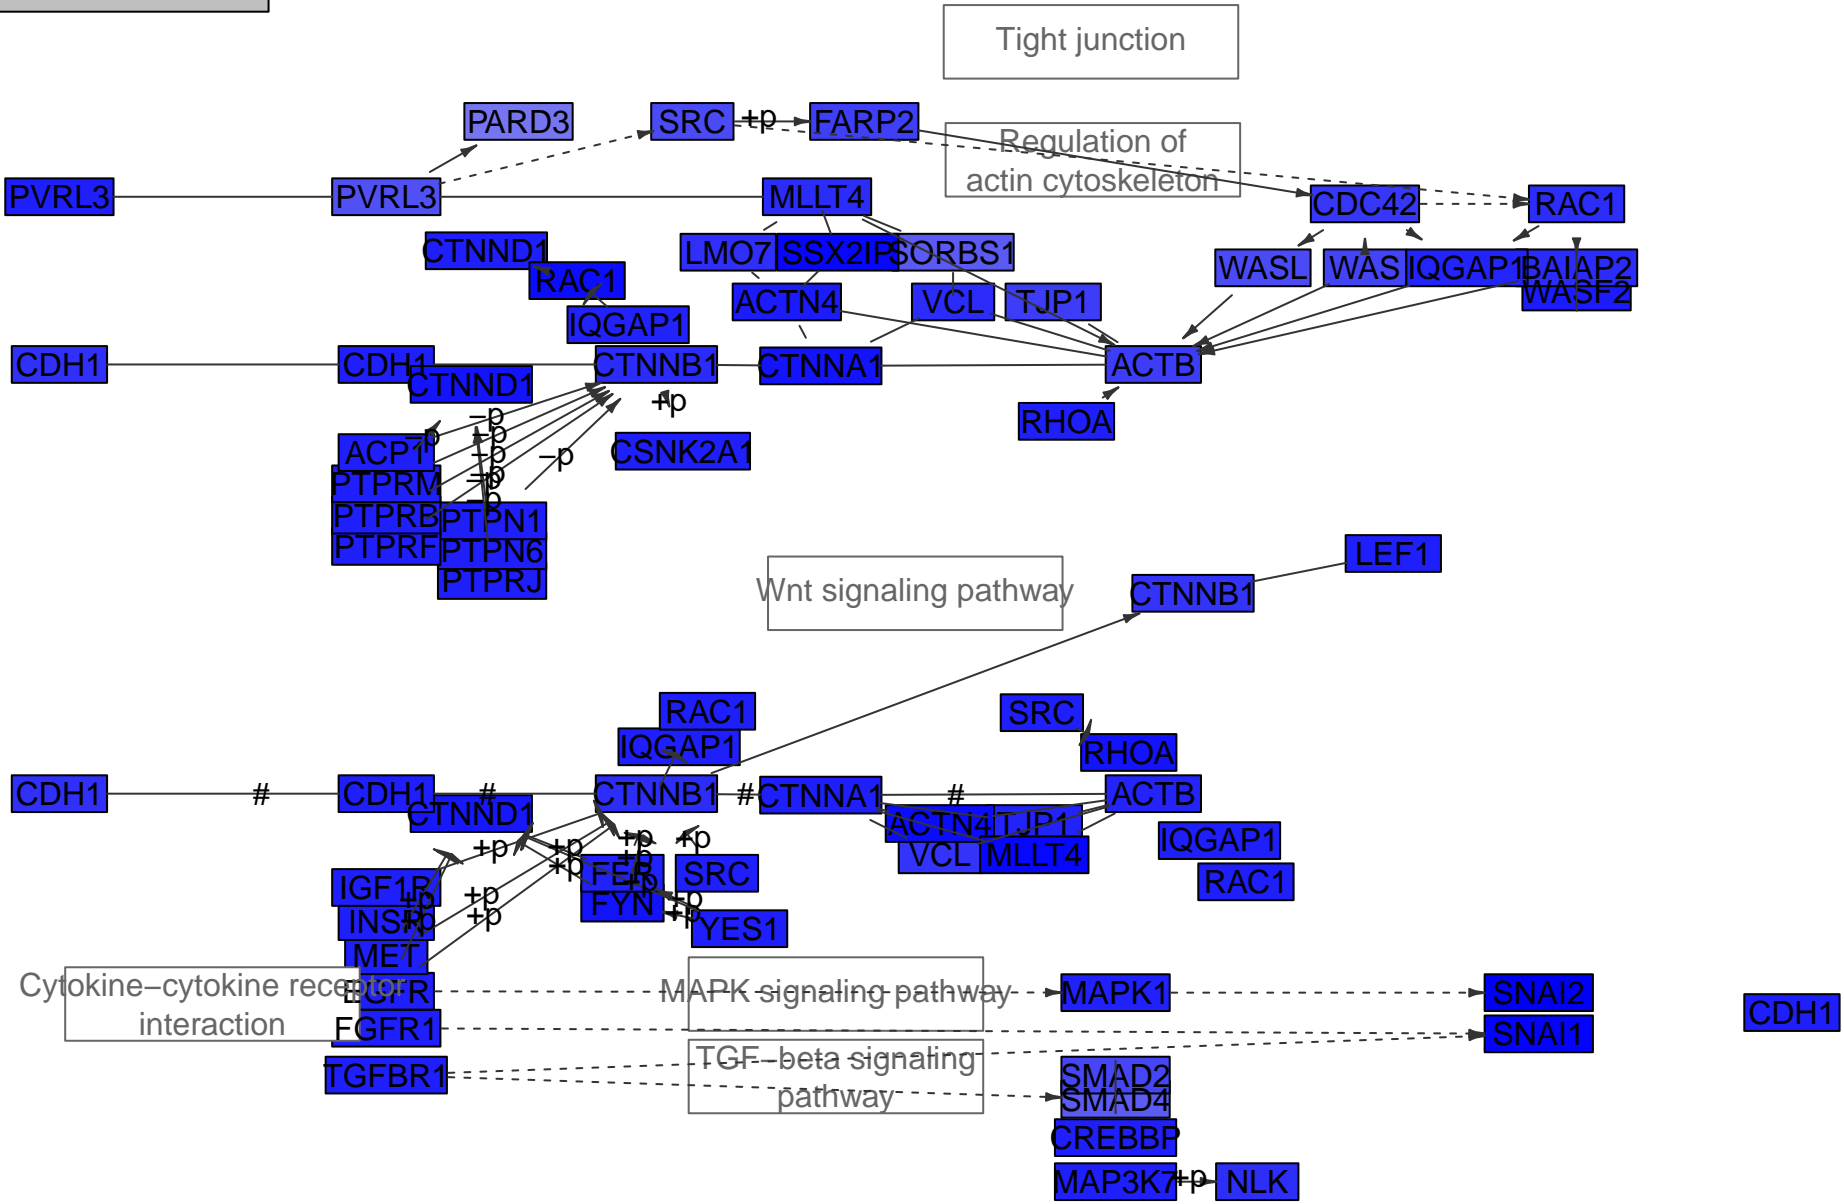 Tight junction
PARD3
SRC
+p
FARP2
Regulation of
actin cytoskeleton
PVRL3
PVRL3
MLLT4
CDC42
RAC1
CTNND1
RAC1
IQGAP1
LMO7
SSX2IP
SORBS1
WASL
WAS
IQGAP1
BAIAP2
WASF2
ACTN4
VCL
TJP1
CDH1
CDH1
CTNND1
CTNNB1
CTNNA1
ACTB
+p
RHOA
−p
−p
−p
−p
−p
−p
−p
−p
ACP1
PTPRM
PTPRB
PTPRF
PTPN1
PTPN6
PTPRJ
CSNK2A1
LEF1
Wnt signaling pathway
CTNNB1
RAC1
IQGAP1
SRC
RHOA
CDH1
#
CDH1
#
CTNND1
CTNNB1
#
CTNNA1
#
ACTB
ACTN4
TJP1
VCL
MLLT4
IQGAP1
RAC1
+p
+p
+p
+p
+p
+p
+p
FER
SRC
FYN
YES1
+p
+p
IGF1R
+p
+p
INSR
+p
+p
MET
Cytokine−cytokine receptor
interaction
EGFR
FGFR1
TGFBR1
MAPK signaling pathway
MAPK1
SNAI2
SNAI1
CDH1
TGF−beta signaling
pathway
SMAD2
SMAD4
CREBBP
MAP3K7
+p
NLK